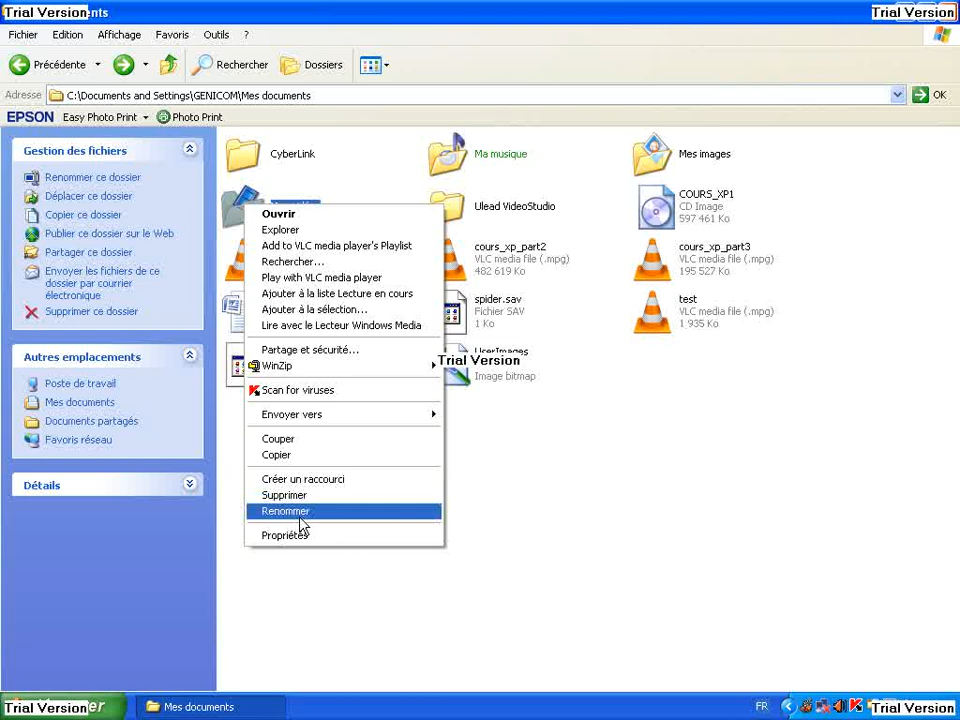 Trial Version
ents
Trial Version
Fichier Edition Affichage Favoris Outils ?
Précédente Rechercher Dossiers
Adresse C:\Documents and Settings\GENICOM\Mes documents OK
EPSON Easy Photo Print Photo Print
Gestion des fichiers
Renommer ce dossier
Déplacer ce dossier
Copier ce dossier
Publier ce dossier sur le Web
Partager ce dossier
Envoyer les fichiers de ce
dossier par courrier
électronique
Supprimer ce dossier
Autres emplacements
Poste de travail
Mes documents
Documents partagés
Favoris réseau
Détails
CyberLink
Ma musique
Mes images
Ulead VideoStudio
COURS_XP1
CD Image
597 461 Ko
cours_xp_part2
VLC media file (.mpg)
482 619 Ko
cours_xp_part3
VLC media file (.mpg)
195 527 Ko
spider.sav
Fichier SAV
1 Ko
test
VLC media file (.mpg)
1 935 Ko
UserImages
Trial Version
Image bitmap
Ouvrir
Explorer
Add to VLC media player's Playlist
Rechercher...
Play with VLC media player
Ajouter à la liste Lecture en cours
Ajouter à la sélection...
Lire avec le Lecteur Windows Media
Partage et sécurité...
WinZip
Scan for viruses
Envoyer vers
Couper
Copier
Créer un raccourci
Supprimer
Renommer
Propriétés
Trial Version
er
Mes documents
FR
Trial Version